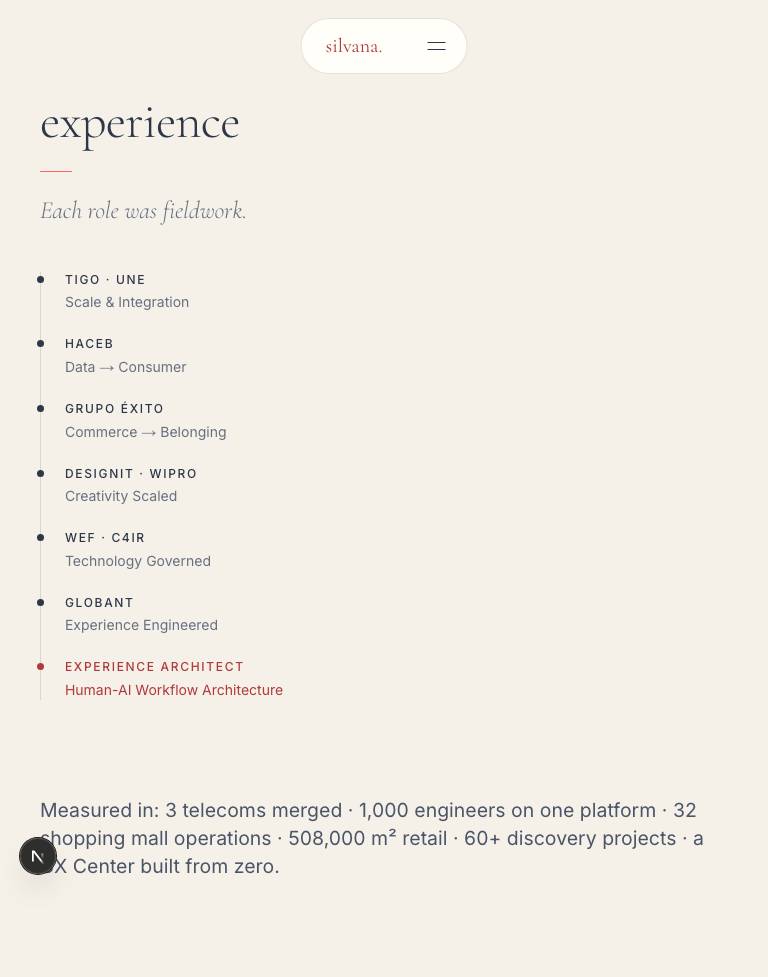 silvana.
experience
Each role was fieldwork.
TIGO · UNE
Scale & Integration
HACEB
Data → Consumer
GRUPO ÉXITO
Commerce → Belonging
DESIGNIT · WIPRO
Creativity Scaled
WEF · C4IR
Technology Governed
GLOBANT
Experience Engineered
EXPERIENCE ARCHITECT
Human-AI Workflow Architecture
Measured in: 3 telecoms merged · 1,000 engineers on one platform · 32
shopping mall operations · 508,000 m² retail · 60+ discovery projects · a
Center built from zero.
N